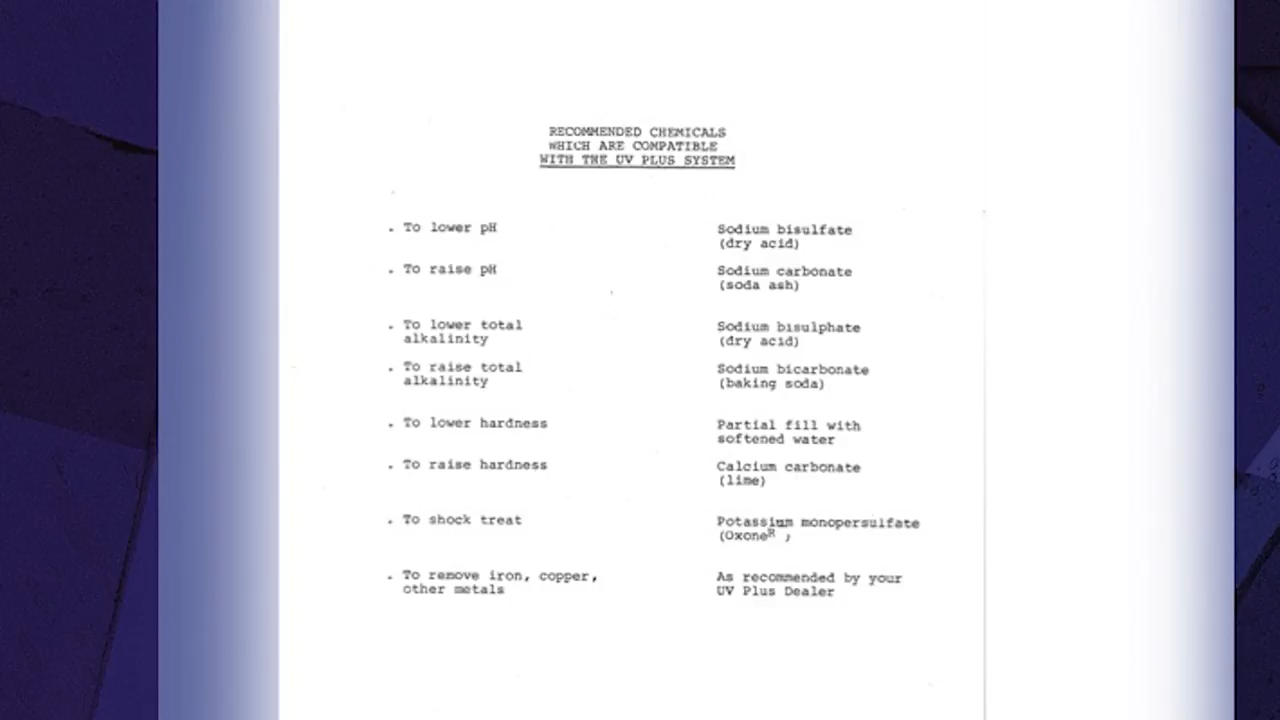 RECOMMENDED CHEMICALS
WHICH ARE COMPATIBLE
WITH THE UV PLUS SYSTEM
. To lower pH
Sodium bisulfate
(dry acid)
. To raise pH
Sodium carbonate
(soda ash)
. To lower total
alkalinity
Sodium bisulphate
(dry acid)
. To raise total
alkalinity
Sodium bicarbonate
(baking soda)
. To lower hardness
Partial fill with
softened water
. To raise hardness
Calcium carbonate
(lime)
. To shock treat
Potassium monopersulfate
(Oxone^R )
. To remove iron, copper,
other metals
As recommended by your
UV Plus Dealer